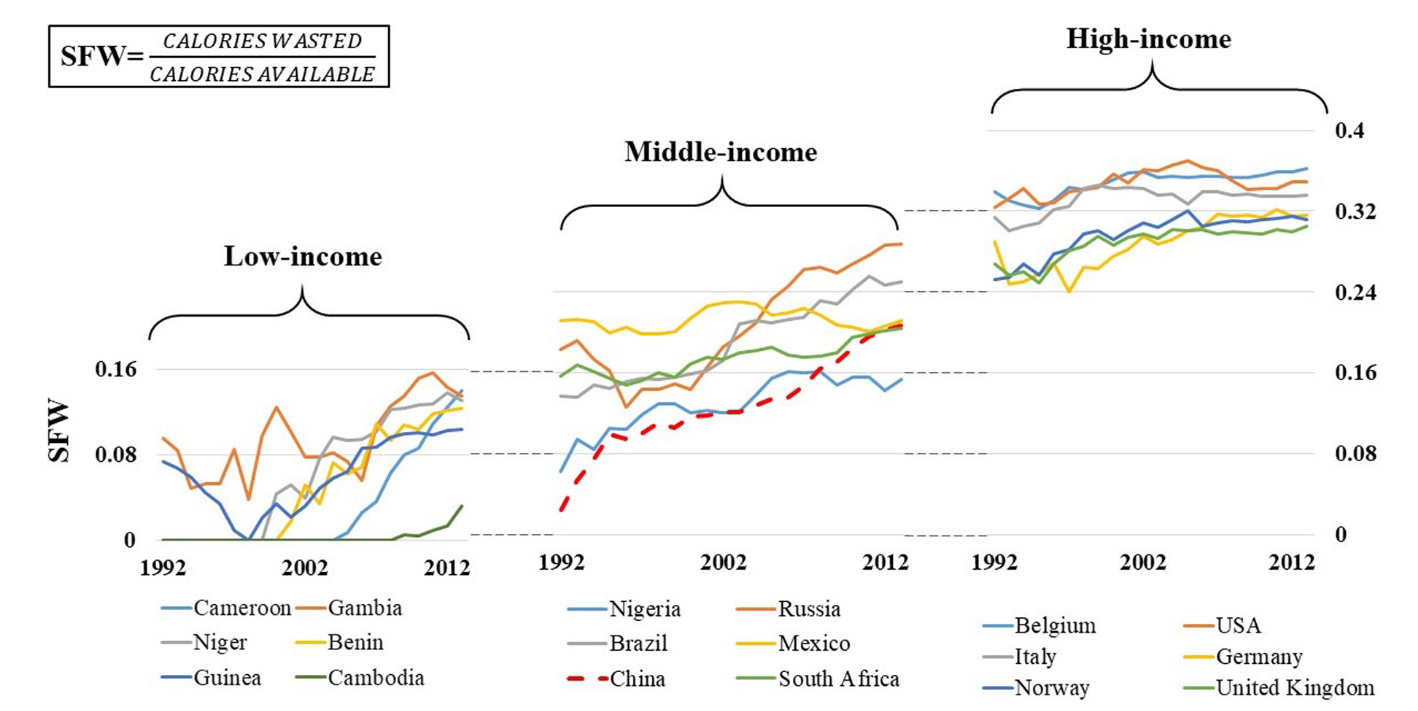 SFW= CALORIES WASTED
CALORIES AVAILABLE
High-income
Middle-income
Low-income
0.4
0.32
0.24
0.16
0.08
0
SFW
0.16
0.08
0
1992 2002 2012
1992 2002 2012
1992 2002 2012
Cameroon Gambia
Niger Benin
Guinea Cambodia
Nigeria Russia
Brazil Mexico
China South Africa
Belgium USA
Italy Germany
Norway United Kingdom